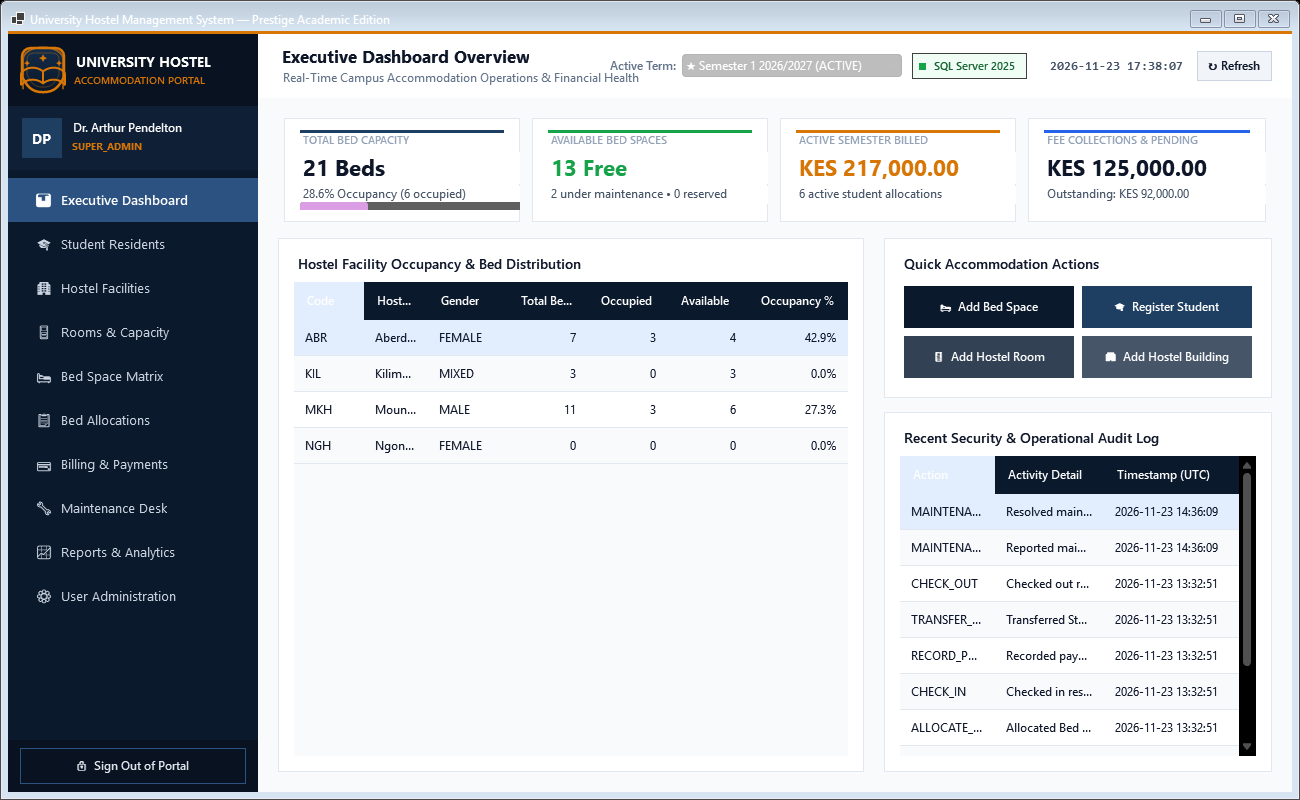 University Hostel Management System — Prestige Academic Edition
UNIVERSITY HOSTEL
ACCOMMODATION PORTAL
DP
Dr. Arthur Pendelton
SUPER_ADMIN
Executive Dashboard
Student Residents
Hostel Facilities
Rooms & Capacity
Bed Space Matrix
Bed Allocations
Billing & Payments
Maintenance Desk
Reports & Analytics
User Administration
Sign Out of Portal
Executive Dashboard Overview
Real-Time Campus Accommodation Operations & Financial Health
Active Term:
★ Semester 1 2026/2027 (ACTIVE)
■ SQL Server 2025
2026-11-23 17:38:07
↻ Refresh
TOTAL BED CAPACITY
21 Beds
28.6% Occupancy (6 occupied)
AVAILABLE BED SPACES
13 Free
2 under maintenance • 0 reserved
ACTIVE SEMESTER BILLED
KES 217,000.00
6 active student allocations
FEE COLLECTIONS & PENDING
KES 125,000.00
Outstanding: KES 92,000.00
Hostel Facility Occupancy & Bed Distribution
Code Host... Gender Total Be... Occupied Available Occupancy %
ABR Aberd... FEMALE 7 3 4 42.9%
KIL Kilim... MIXED 3 0 3 0.0%
MKH Moun... MALE 11 3 6 27.3%
NGH Ngon... FEMALE 0 0 0 0.0%
Quick Accommodation Actions
Add Bed Space
Register Student
Add Hostel Room
Add Hostel Building
Recent Security & Operational Audit Log
Action Activity Detail Timestamp (UTC)
MAINTENA... Resolved main... 2026-11-23 14:36:09
MAINTENA... Reported mai... 2026-11-23 14:36:09
CHECK_OUT Checked out r... 2026-11-23 13:32:51
TRANSFER_... Transferred St... 2026-11-23 13:32:51
RECORD_P... Recorded pay... 2026-11-23 13:32:51
CHECK_IN Checked in res... 2026-11-23 13:32:51
ALLOCATE_... Allocated Bed ... 2026-11-23 13:32:51